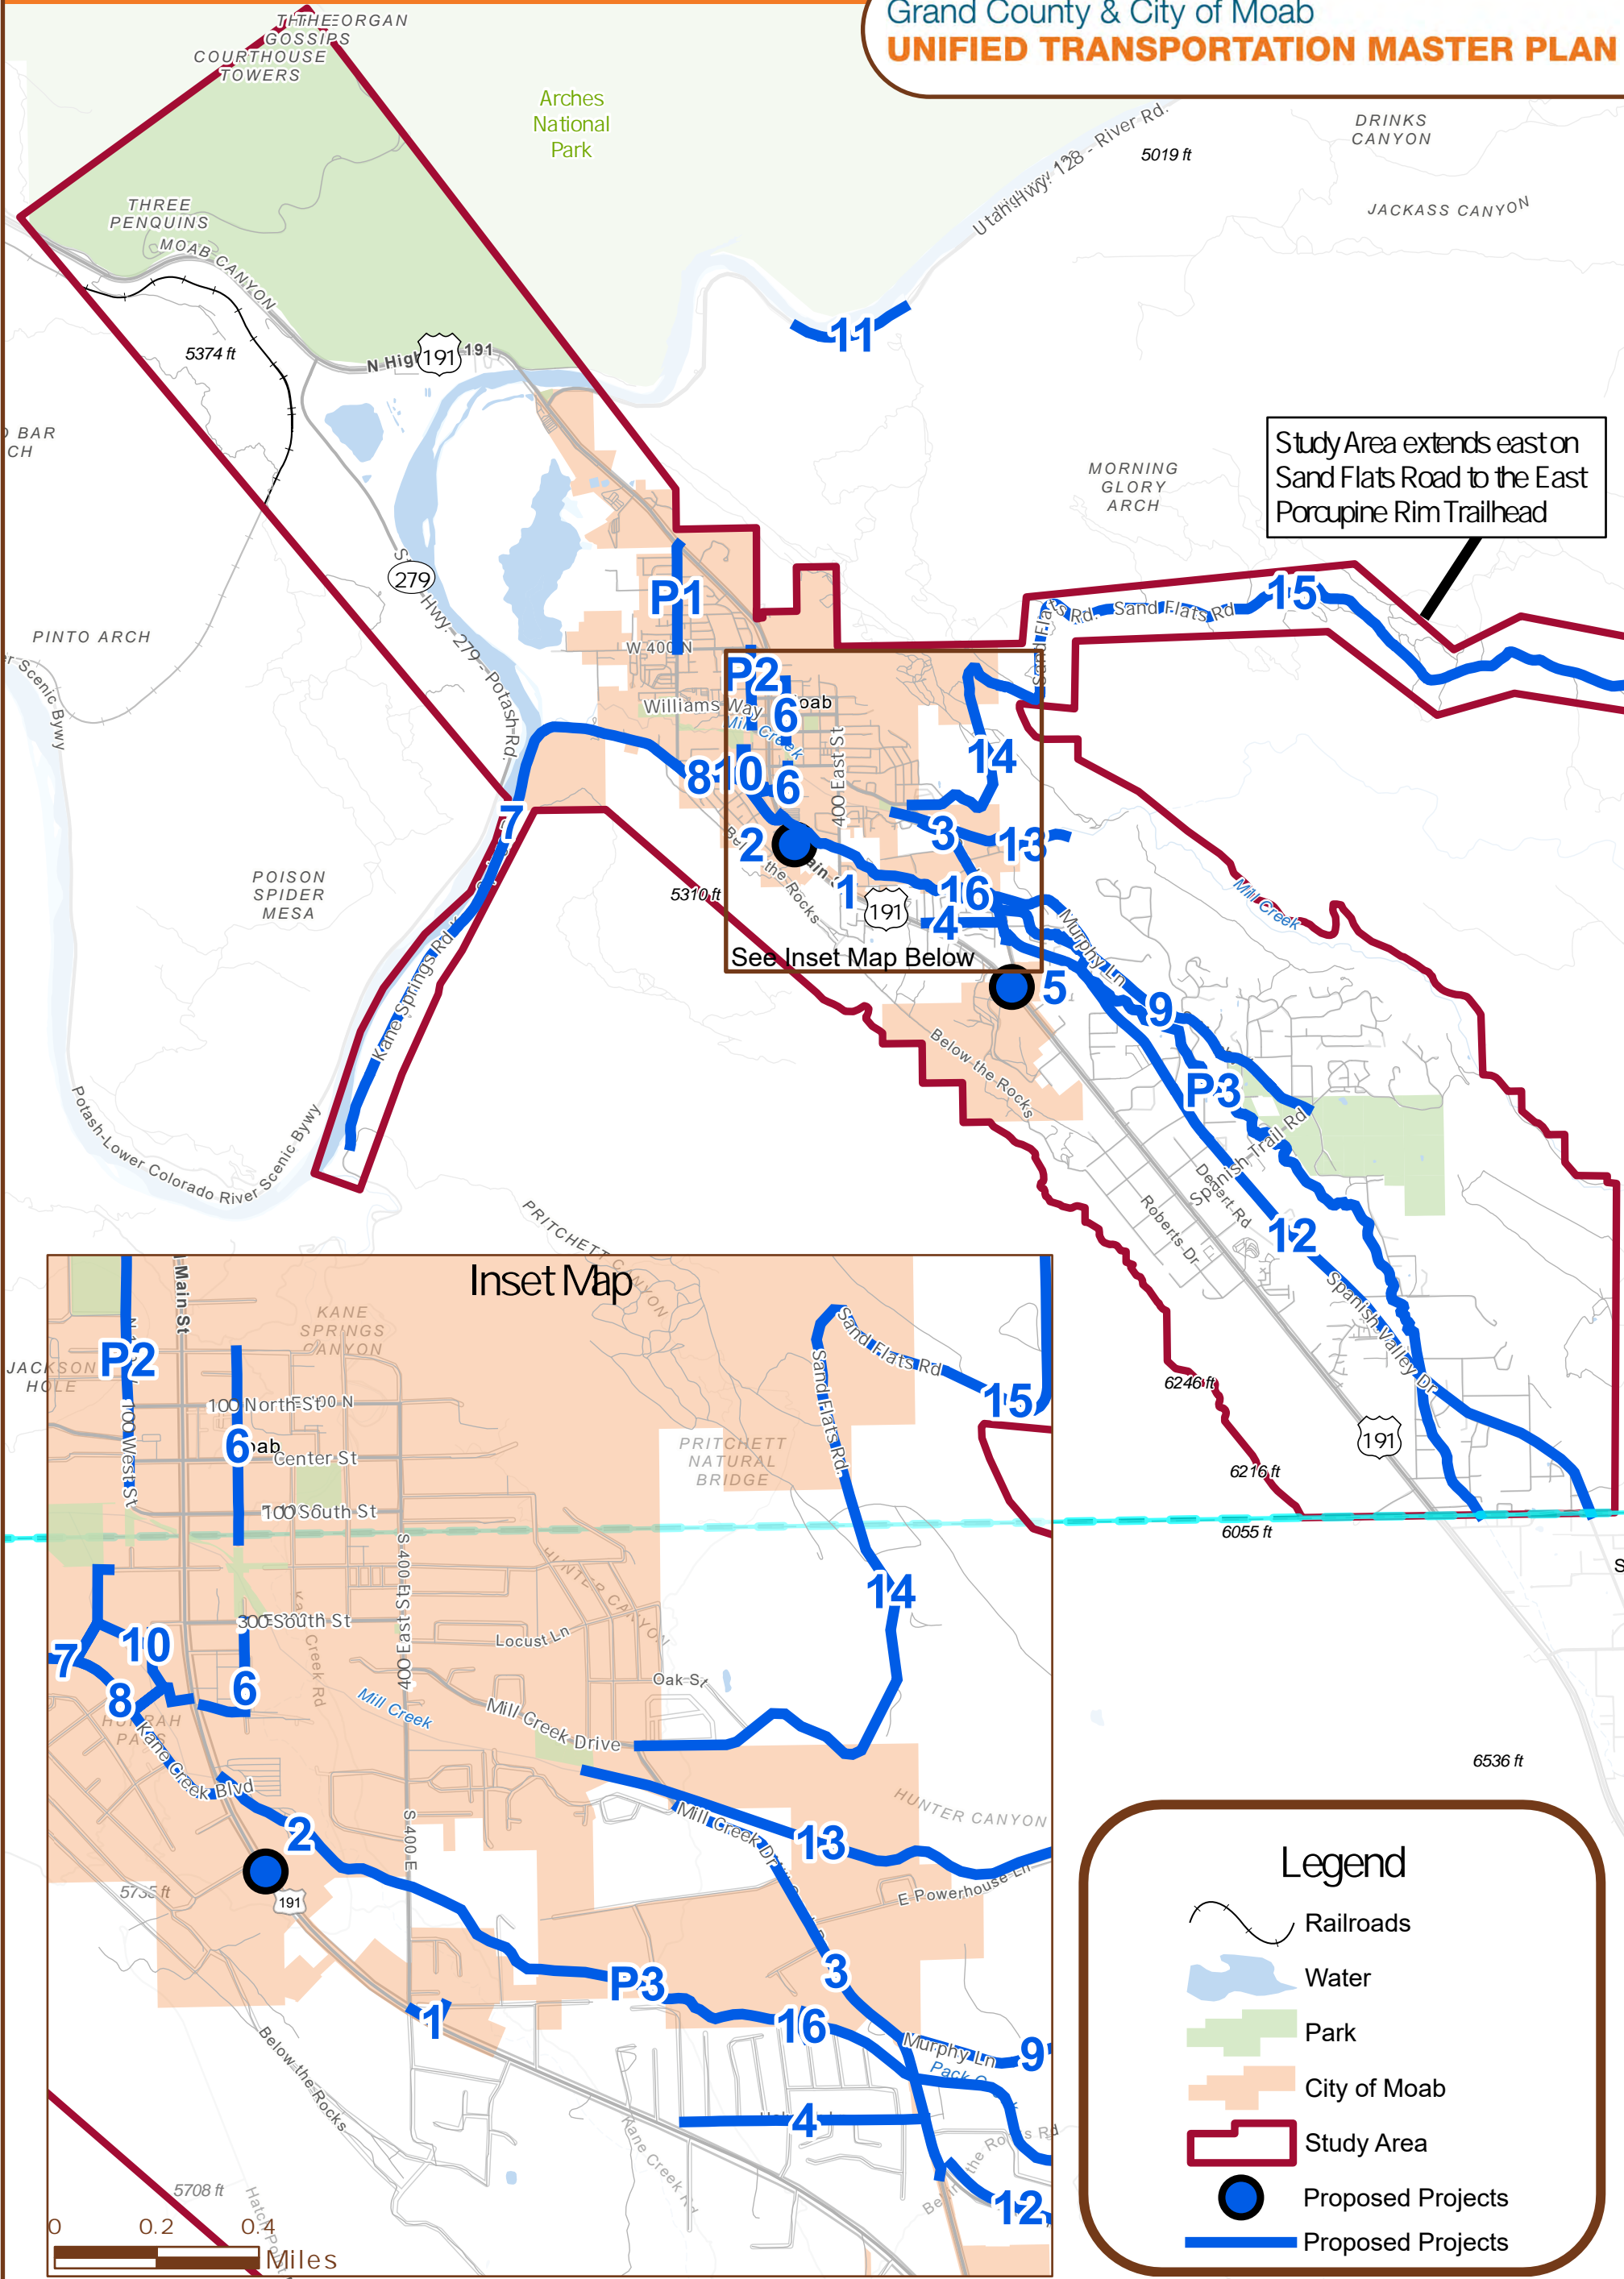 Grand County & City of Moab
UNIFIED TRANSPORTATION MASTER PLAN
GOSSIPS
COURTHOUSE
TOWERS
Arches
National
Park
DRINKS
CANYON
5019 ft
JACKASS CANYON
THREE
PENQUINS
MOAB CANYON
5374 ft
191
191
11
PINTO ARCH
MORNING
GLORY
ARCH
Study Area extends east on
Sand Flats Road to the East
Porcupine Rim Trailhead
279
Hwy. 279 - Potash Rd.
P1
W 400 N
15
Sand Flats Rd
P2
Williams Way
Mill Creek
6
14
8
10
6
400 East St
7
2
3
13
1
16
191
4
See Inset Map Below
5310 ft
POISON
SPIDER
MESA
Mill Creek
Murphy Ln
5
9
Kane Springs Rd
Below the Rocks
P3
Spanish Trail Rd
Desert Rd
Roberts Dr
12
Potash-Lower Colorado River Scenic Bywy
PRITCHETT CANYON
Spanish Valley Dr
6246 ft
191
6216 ft
6055 ft
6536 ft
Inset Map
Main St
KANE
SPRINGS
CANYON
P2
JACKSON
HOLE
100 North St
100 West St
6
Center St
100 South St
Sand Flats Rd
Sand Flats Rd.
15
PRITCHETT
NATURAL
BRIDGE
HUNTER CANYON
14
S 400 E
400 East St
300 South St
Locust Ln
Oak St
7
10
8
6
Mill Creek
Mill Creek Drive
Kane Creek Blvd
2
S 400 E
5735 ft
191
Mill Creek Dr
13
HUNTER CANYON
E Powerhouse Ln
3
P3
1
16
Murphy Ln
9
Below the Rocks
4
Kane Creek Rd
12
5708 ft
0
0.2
0.4
Miles
Legend
Railroads
Water
Park
City of Moab
Study Area
Proposed Projects
Proposed Projects